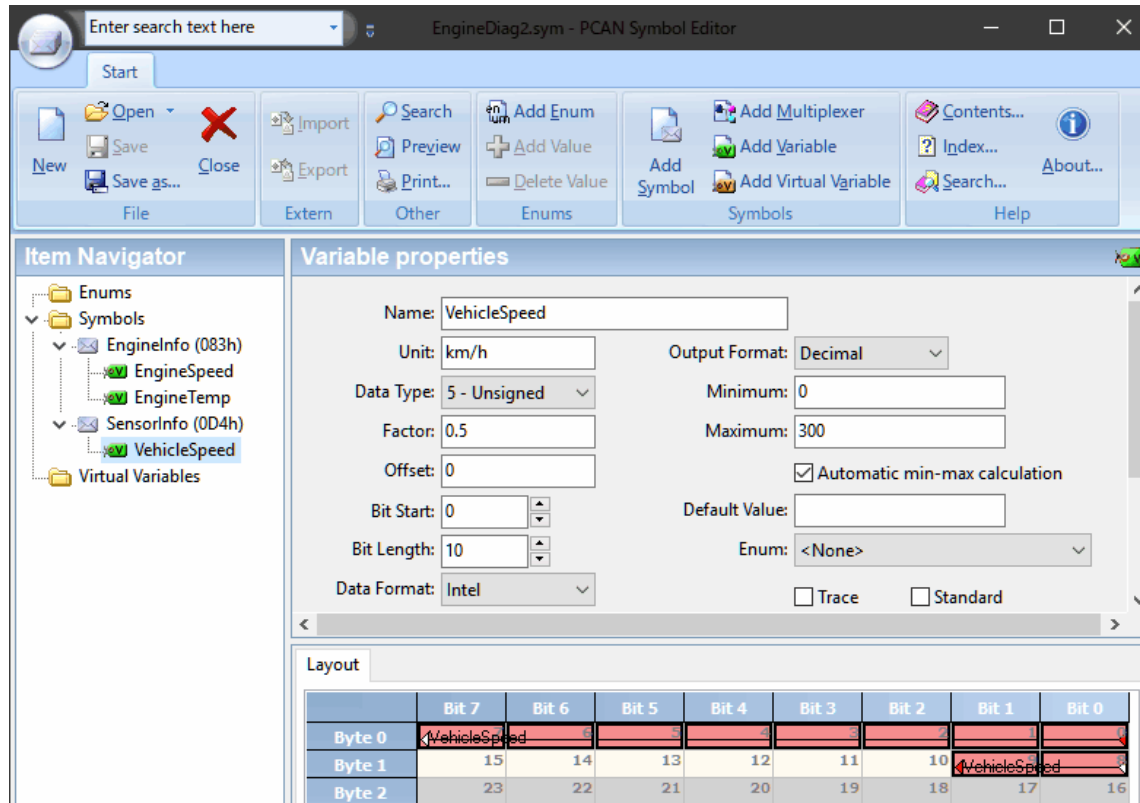 Enter search text here
EngineDiag2.sym - PCAN Symbol Editor
Start
New
Open
Save
Save as...
Close
File
Import
Export
Extern
Search
Preview
Print...
Other
Add Enum
Add Value
Delete Value
Enums
Add Symbol
Add Multiplexer
Add Variable
Add Virtual Variable
Symbols
Contents...
Index...
Search...
About...
Help
Item Navigator
Enums
Symbols
EngineInfo (083h)
EngineSpeed
EngineTemp
SensorInfo (0D4h)
VehicleSpeed
Virtual Variables
Variable properties
Name: VehicleSpeed
Unit: km/h
Output Format: Decimal
Data Type: 5 - Unsigned
Minimum: 0
Factor: 0.5
Maximum: 300
Offset: 0
Automatic min-max calculation
Bit Start: 0
Default Value:
Bit Length: 10
Enum: <None>
Data Format: Intel
Trace
Standard
Layout
Bit 7 Bit 6 Bit 5 Bit 4 Bit 3 Bit 2 Bit 1 Bit 0
Byte 0 VehicleSpeed 6 5 4 3 2 1 0
Byte 1 15 14 13 12 11 10 VehicleSpeed 8
Byte 2 23 22 21 20 19 18 17 16